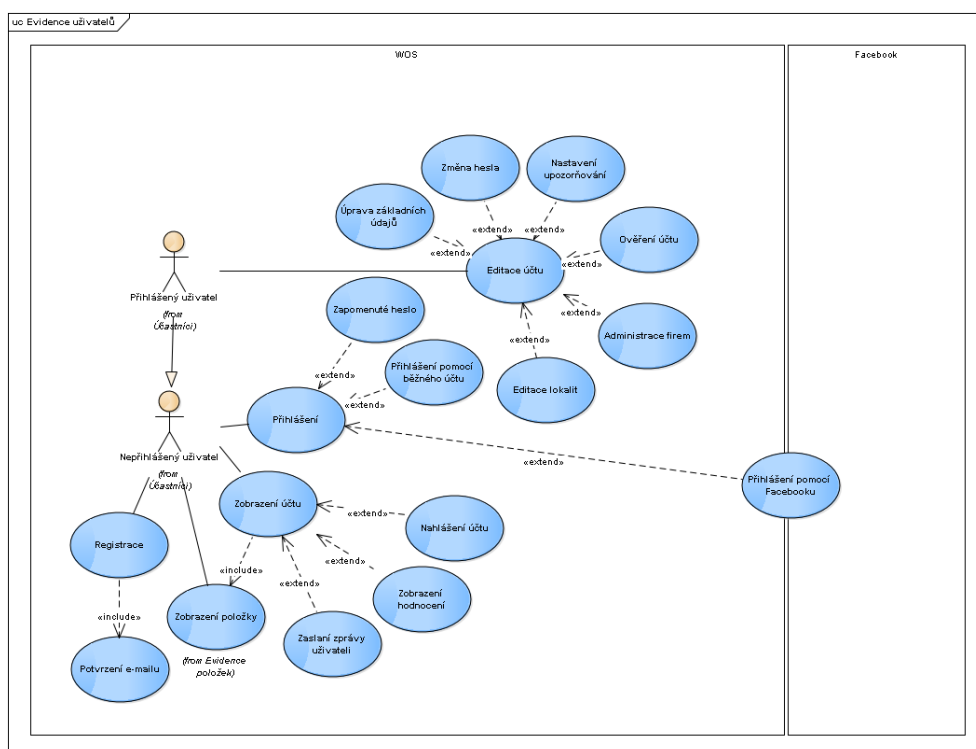 uc Evidence uživatelů
WOS
Facebook
Změna hesla
Nastavení
upozorňování
Úprava základních
údajů
«extend»
«extend»
«extend»
Ověření účtu
Editace účtu
«extend»
Přihlášený uživatel
(from
Účastníci)
Zapomenuté heslo
«extend»
Administrace firem
«extend»
Přihlášení pomocí
běžného účtu
«extend»
Editace lokalit
«extend»
«extend»
Přihlášení
Nepřihlášený uživatel
(from
Účastníci)
«extend»
Přihlášení pomocí
Facebooku
Zobrazení účtu
«extend»
Nahlášení účtu
Registrace
«include»
«extend»
«extend»
Zobrazení
hodnocení
«include»
Zobrazení položky
Zaslaní zprávy
uživateli
(from Evidence
položek)
Potvrzení e-mailu